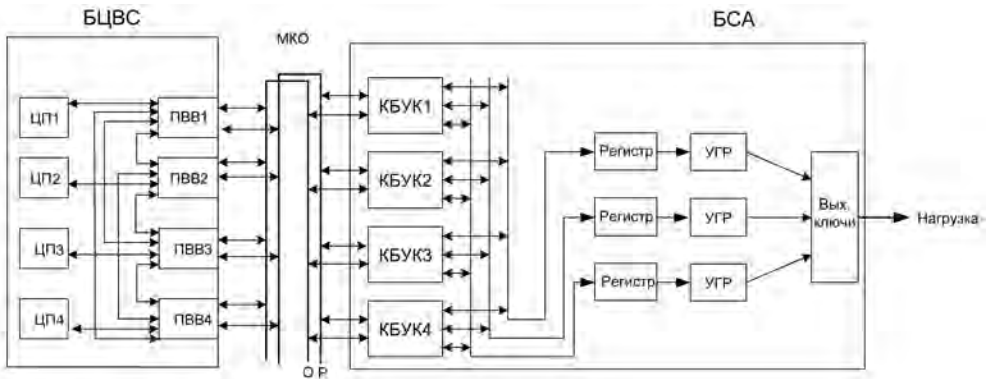 БЦВС
МКО
БСА
ЦП1
ПВВ1
ЦП2
ПВВ2
ЦП3
ПВВ3
ЦП4
ПВВ4
О Р
КБУК1
КБУК2
КБУК3
КБУК4
Регистр
УГР
Регистр
УГР
Регистр
УГР
Вых.
ключи
Нагрузка